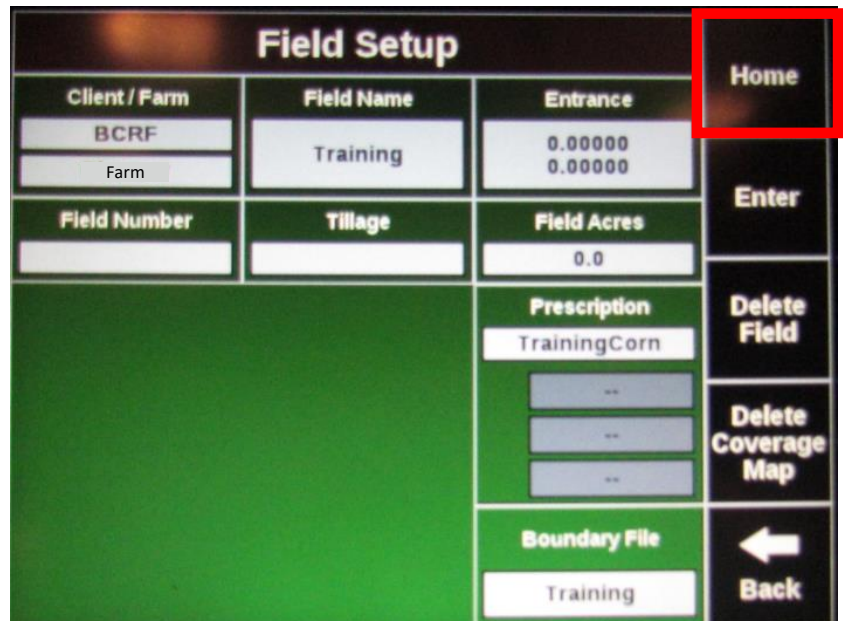 Field Setup
Home
Client / Farm
Field Name
Entrance
BCRF
Farm
Training
0.00000
0.00000
Enter
Field Number
Tillage
Field Acres
0.0
Prescription
TrainingCorn
--
--
--
Delete
Field
Delete
Coverage
Map
Boundary File
Training
Back